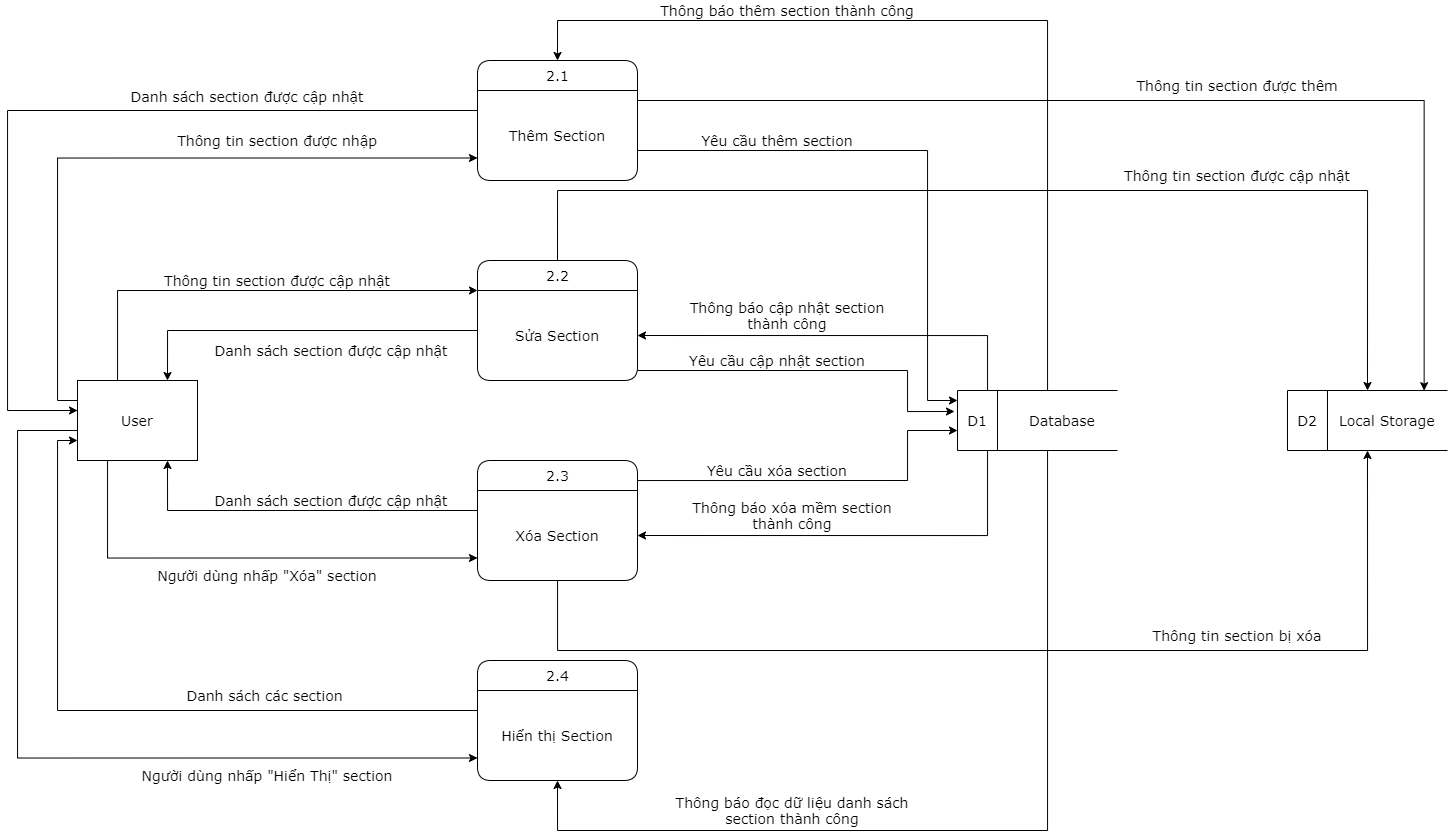 Thông báo thêm section thành công
2.1
Thông tin section được thêm
Danh sách section được cập nhật
Thêm Section
Thông tin section được nhập
Yêu cầu thêm section
Thông tin section được cập nhật
2.2
Thông tin section được cập nhật
Thông báo cập nhật section
thành công
Sửa Section
Danh sách section được cập nhật
Yêu cầu cập nhật section
User
D1
Database
D2
Local Storage
2.3
Yêu cầu xóa section
Danh sách section được cập nhật
Thông báo xóa mềm section
thành công
Xóa Section
Người dùng nhấp "Xóa" section
Thông tin section bị xóa
2.4
Danh sách các section
Hiển thị Section
Người dùng nhấp "Hiển Thị" section
Thông báo đọc dữ liệu danh sách
section thành công